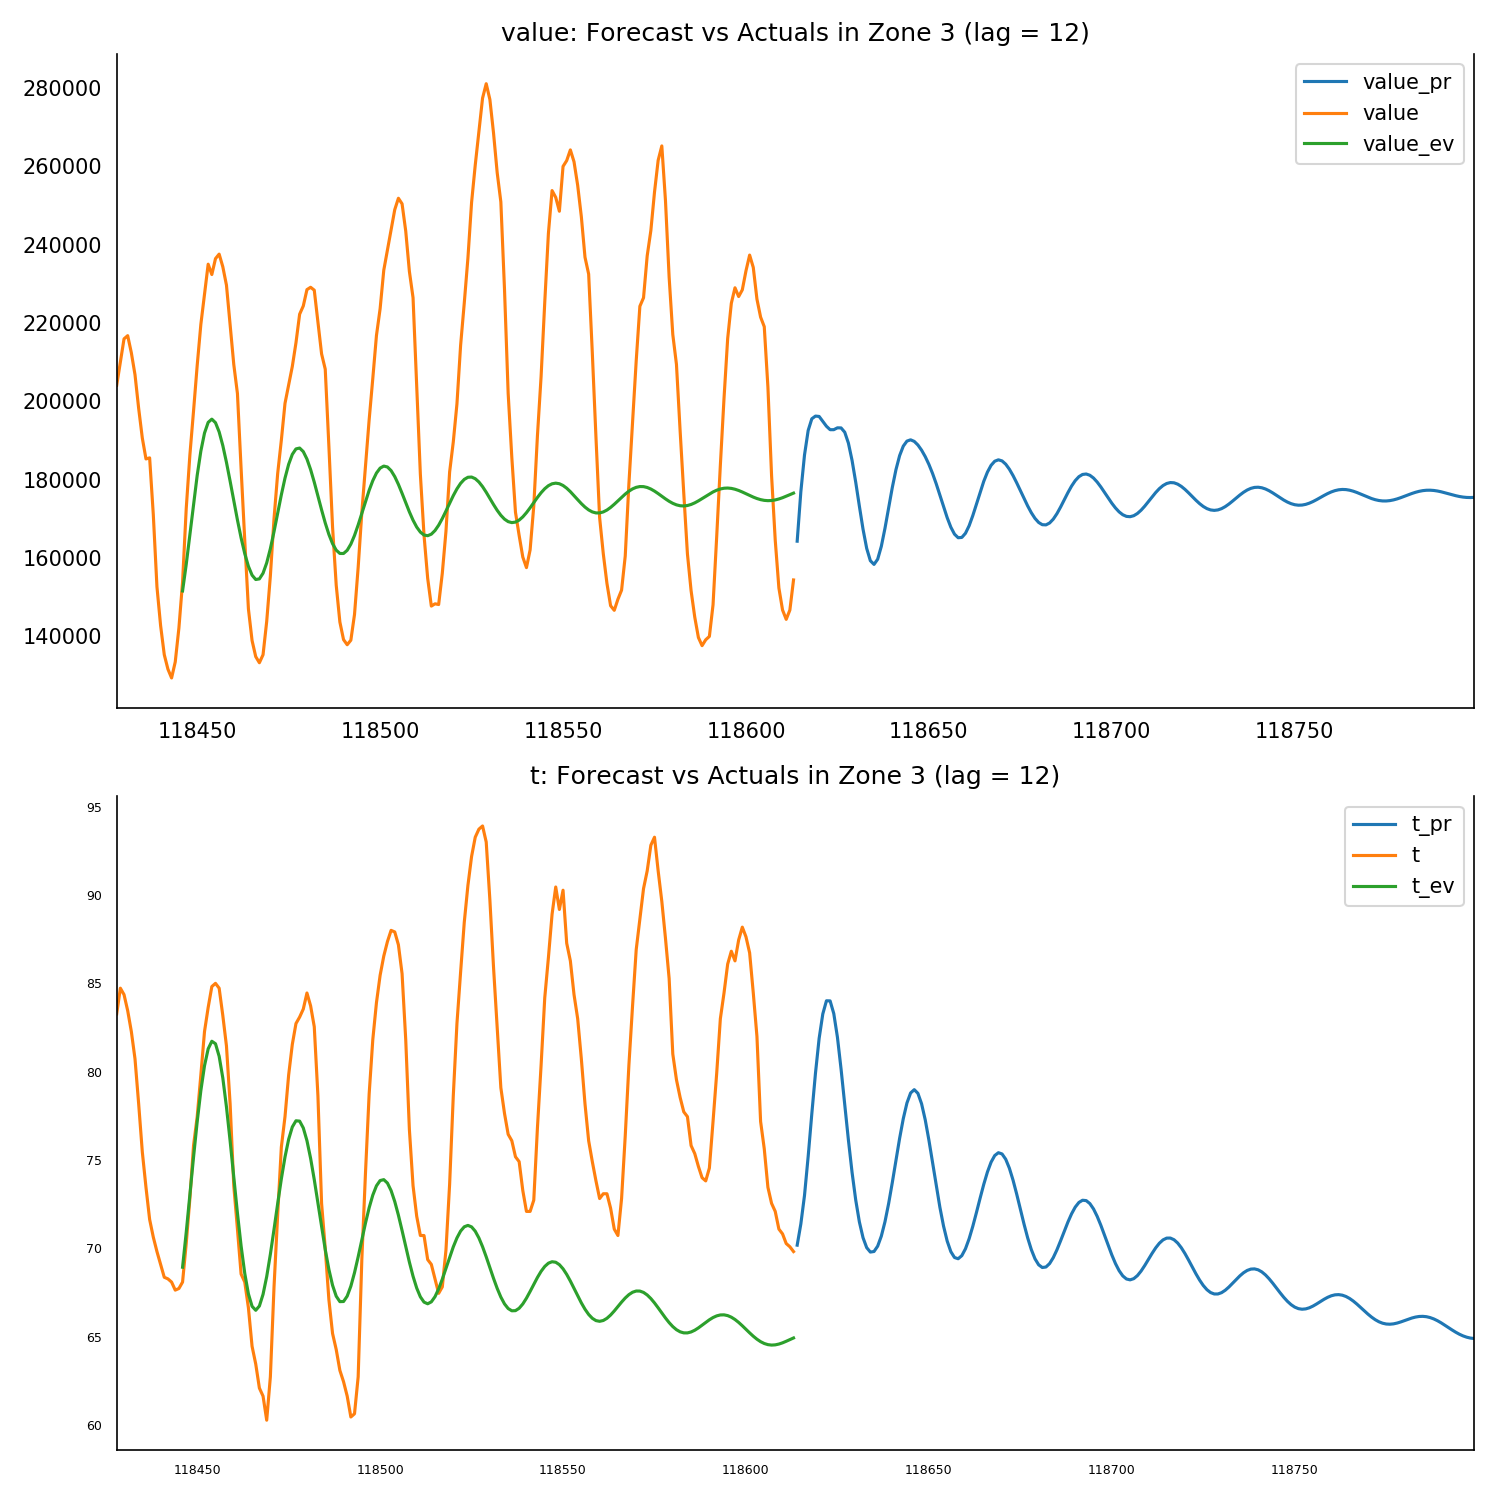 value: Forecast vs Actuals in Zone 3 (lag = 12)
280000
260000
240000
220000
200000
180000
160000
140000
value_pr
value
value_ev
118450 118500 118550 118600 118650 118700 118750
t: Forecast vs Actuals in Zone 3 (lag = 12)
95
90
85
80
75
70
65
60
t_pr
t
t_ev
118450 118500 118550 118600 118650 118700 118750